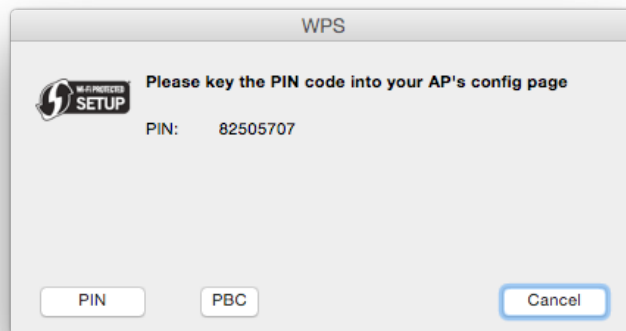 WPS
Wi-Fi PROTECTED
SETUP
Please key the PIN code into your AP's config page
PIN: 82505707
PIN PBC Cancel